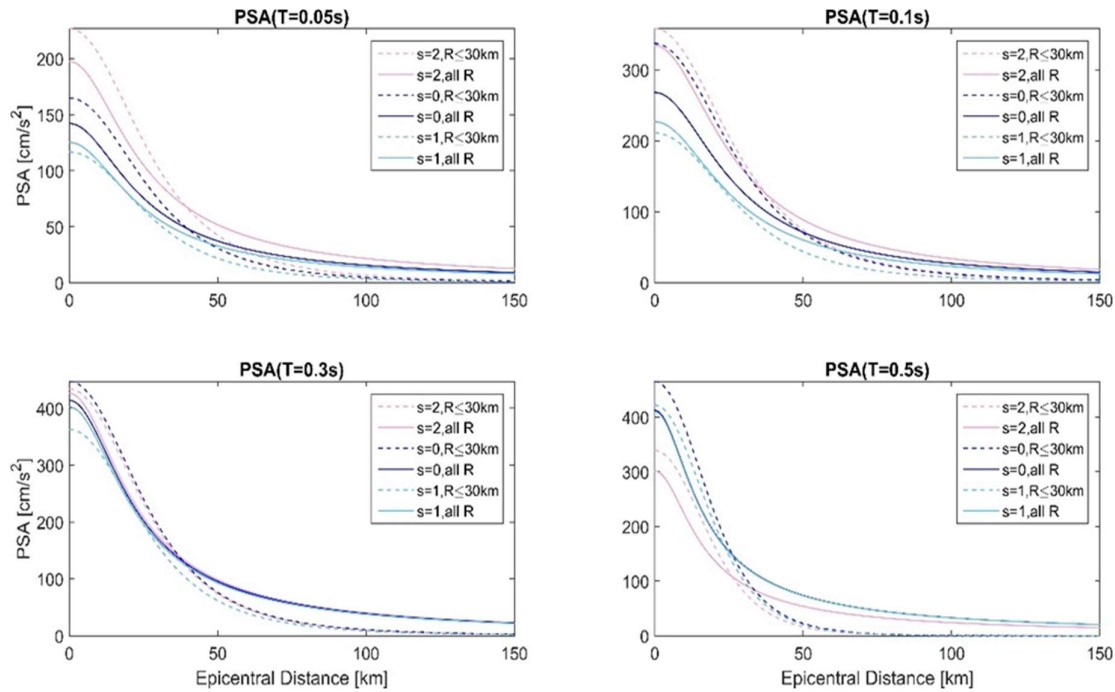 PSA(T=0.05s)
PSA [cm/s²]
200
150
100
50
0
s=2,R≤30km
s=2,all R
s=0,R≤30km
s=0,all R
s=1,R≤30km
s=1,all R
0 50 100 150
PSA(T=0.1s)
300
200
100
0
s=2,R≤30km
s=2,all R
s=0,R≤30km
s=0,all R
s=1,R≤30km
s=1,all R
0 50 100 150
PSA(T=0.3s)
PSA [cm/s²]
400
300
200
100
0
s=2,R≤30km
s=2,all R
s=0,R≤30km
s=0,all R
s=1,R≤30km
s=1,all R
0 50 100 150
Epicentral Distance [km]
PSA(T=0.5s)
400
300
200
100
0
s=2,R≤30km
s=2,all R
s=0,R≤30km
s=0,all R
s=1,R≤30km
s=1,all R
0 50 100 150
Epicentral Distance [km]